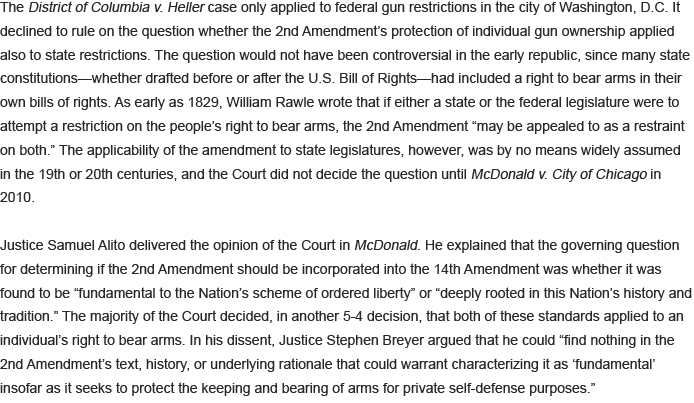 The District of Columbia v. Heller case only applied to federal gun restrictions in the city of Washington, D.C. It
declined to rule on the question whether the 2nd Amendment’s protection of individual gun ownership applied
also to state restrictions. The question would not have been controversial in the early republic, since many state
constitutions—whether drafted before or after the U.S. Bill of Rights—had included a right to bear arms in their
own bills of rights. As early as 1829, William Rawle wrote that if either a state or the federal legislature were to
attempt a restriction on the people’s right to bear arms, the 2nd Amendment “may be appealed to as a restraint
on both.” The applicability of the amendment to state legislatures, however, was by no means widely assumed
in the 19th or 20th centuries, and the Court did not decide the question until McDonald v. City of Chicago in
2010.

Justice Samuel Alito delivered the opinion of the Court in McDonald. He explained that the governing question
for determining if the 2nd Amendment should be incorporated into the 14th Amendment was whether it was
found to be “fundamental to the Nation’s scheme of ordered liberty” or “deeply rooted in this Nation’s history and
tradition.” The majority of the Court decided, in another 5-4 decision, that both of these standards applied to an
individual’s right to bear arms. In his dissent, Justice Stephen Breyer argued that he could “find nothing in the
2nd Amendment’s text, history, or underlying rationale that could warrant characterizing it as ‘fundamental’
insofar as it seeks to protect the keeping and bearing of arms for private self-defense purposes.”